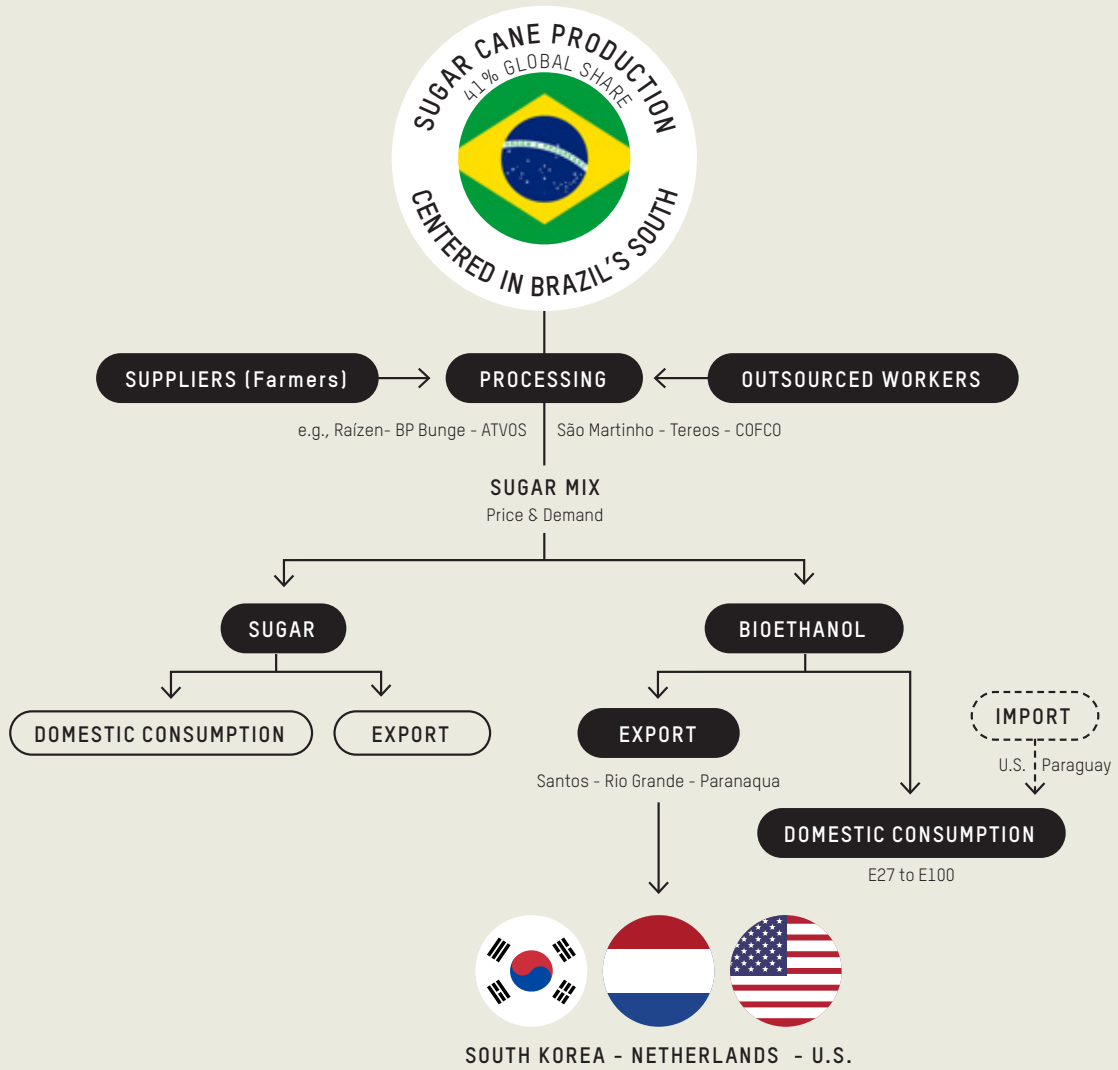 SUGAR CANE PRODUCTION
41% GLOBAL SHARE
CENTERED IN BRAZIL'S SOUTH
SUPPLIERS (Farmers)
PROCESSING
OUTSOURCED WORKERS
e.g., Raízen- BP Bunge - ATVOS
São Martinho - Tereos - COFCO
SUGAR MIX
Price & Demand
SUGAR
BIOETHANOL
DOMESTIC CONSUMPTION
EXPORT
EXPORT
IMPORT
U.S.
Paraguay
Santos - Rio Grande - Paranaqua
DOMESTIC CONSUMPTION
E27 to E100
SOUTH KOREA - NETHERLANDS - U.S.